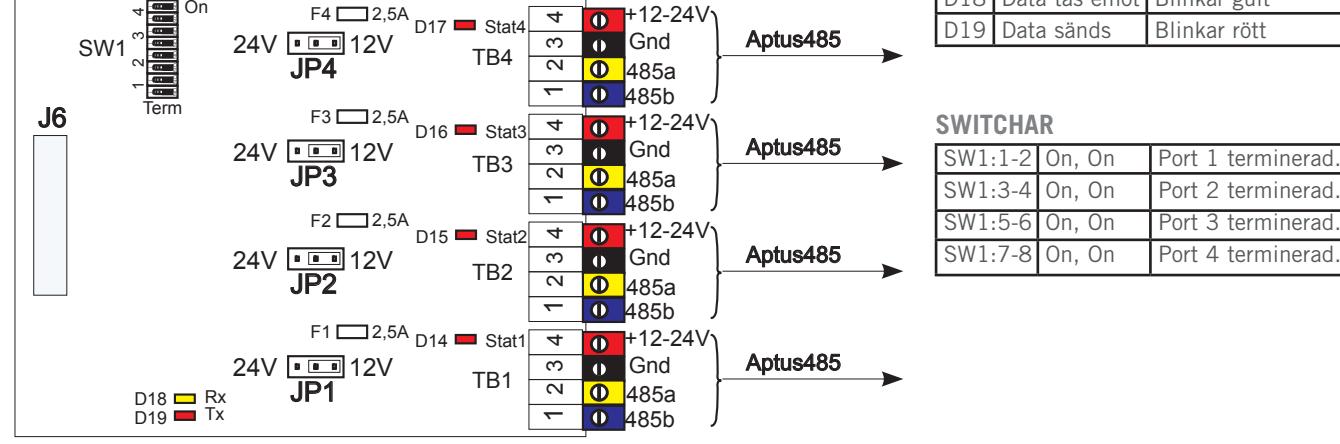 On
4
3
2
1
SW1
Term
J6
F4 2,5A
D17 Stat4
24V 12V
JP4
TB4
4 +12-24V
3 Gnd
2 485a
1 485b
Aptus485
F3 2,5A
D16 Stat3
24V 12V
JP3
TB3
4 +12-24V
3 Gnd
2 485a
1 485b
Aptus485
F2 2,5A
D15 Stat2
24V 12V
JP2
TB2
4 +12-24V
3 Gnd
2 485a
1 485b
Aptus485
F1 2,5A
D14 Stat1
24V 12V
JP1
TB1
4 +12-24V
3 Gnd
2 485a
1 485b
Aptus485
D18 Rx
D19 Tx
D18 Data tas emot Blinkar gult
D19 Data sänds Blinkar rött
SWITCHAR
SW1:1-2 On, On Port 1 terminerad.
SW1:3-4 On, On Port 2 terminerad.
SW1:5-6 On, On Port 3 terminerad.
SW1:7-8 On, On Port 4 terminerad.